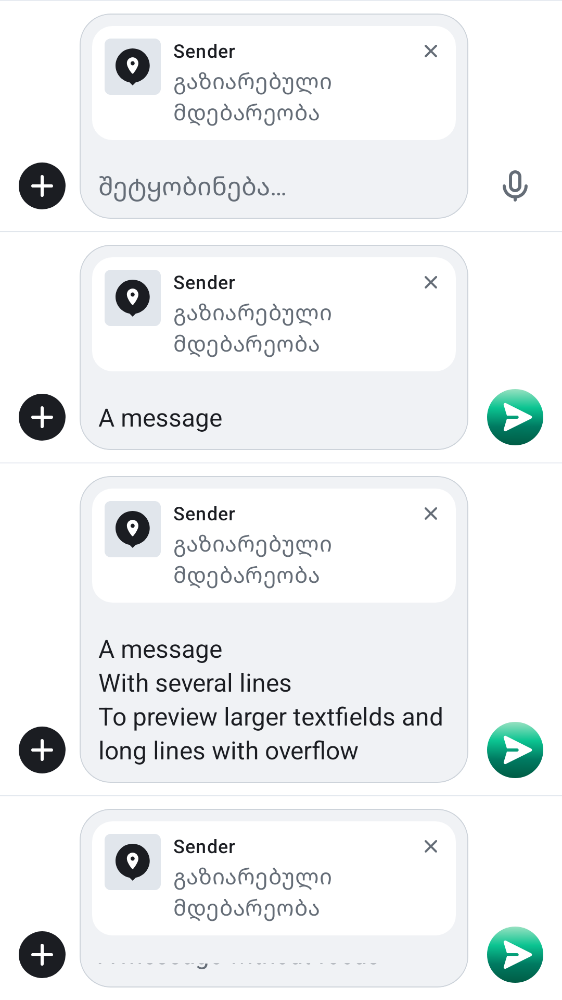 Sender
გაზიარებული
მდებარეობა
შეტყობინება...
Sender
გაზიარებული
მდებარეობა
A message
Sender
გაზიარებული
მდებარეობა
A message
With several lines
To preview larger textfields and
long lines with overflow
Sender
გაზიარებული
მდებარეობა